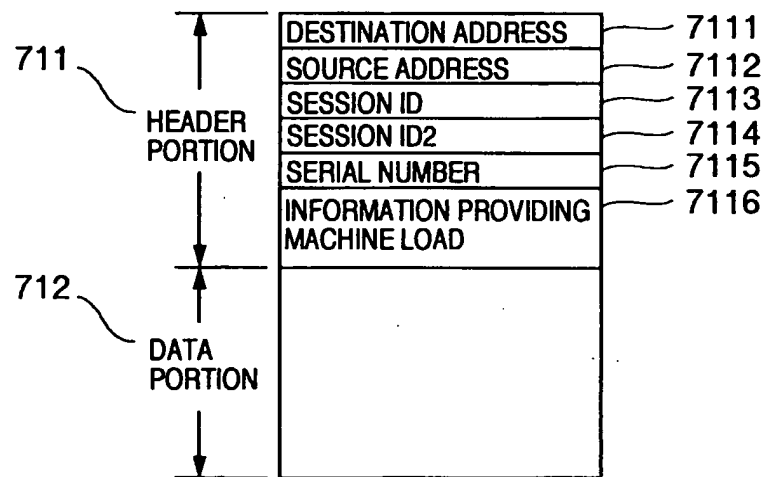 DESTINATION ADDRESS 7111
711 SOURCE ADDRESS 7112
SESSION ID 7113
HEADER PORTION
SESSION ID2 7114
SERIAL NUMBER 7115
INFORMATION PROVIDING 7116
MACHINE LOAD
712
DATA
PORTION